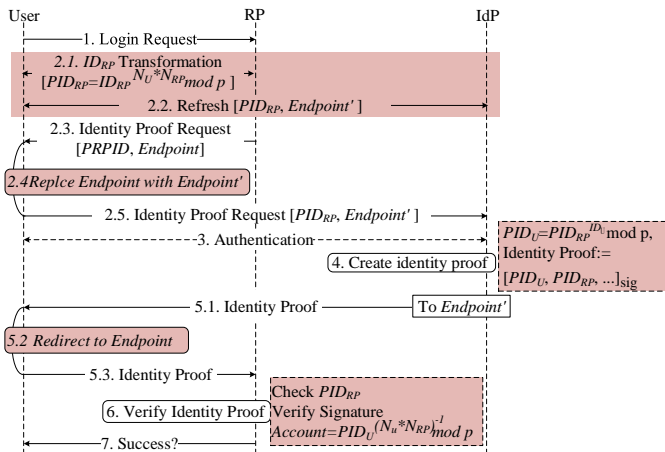 User RP IdP
1. Login Request
2.1. ID_RP Transformation
[PID_RP=ID_RP^N_U*N_RP mod p ]
2.2. Refresh [PID_RP, Endpoint' ]
2.3. Identity Proof Request
[PRPID, Endpoint]
2.4Replce Endpoint with Endpoint'
2.5. Identity Proof Request [PID_RP, Endpoint' ]
3. Authentication
PID_U=PID_RP^ID_U mod p,
Identity Proof:=
[PID_U, PID_RP, ...]_sig
4. Create identity proof
5.1. Identity Proof
To Endpoint'
5.2 Redirect to Endpoint
5.3. Identity Proof
6. Verify Identity Proof
Check PID_RP
Verify Signature
Account=PID_U^(N_u*N_RP)^-1 mod p
7. Success?